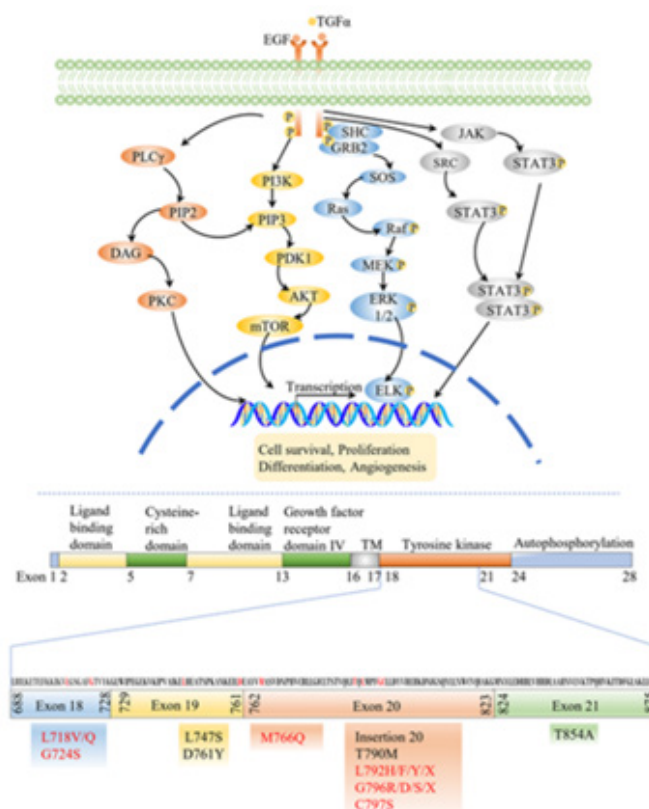 TGFα
EGF
P
P
P
P
SHC
GRB2
JAK
STAT3 P
PLCγ
PI3K
SOS
SRC
PIP2
PIP3
Ras
Raf P
STAT3 P
DAG
PDK1
MEK P
PKC
AKT
ERK
1/2 P
STAT3 P
STAT3 P
mTOR
Transcription
ELK P
Cell survival, Proliferation
Differentiation, Angiogenesis
Ligand
binding
domain
Cysteine-
rich
domain
Ligand
binding
domain
Growth factor
receptor
domain IV
TM
Tyrosine kinase
Autophosphorylation
Exon 1 2 5 7 13 16 17 18 21 24 28
688 728 729 761 762 823 824
Exon 18 Exon 19 Exon 20 Exon 21
L718V/Q
G724S
L747S
D761Y
M766Q
Insertion 20
T790M
L792H/F/Y/X
G796R/D/S/X
C797S
T854A